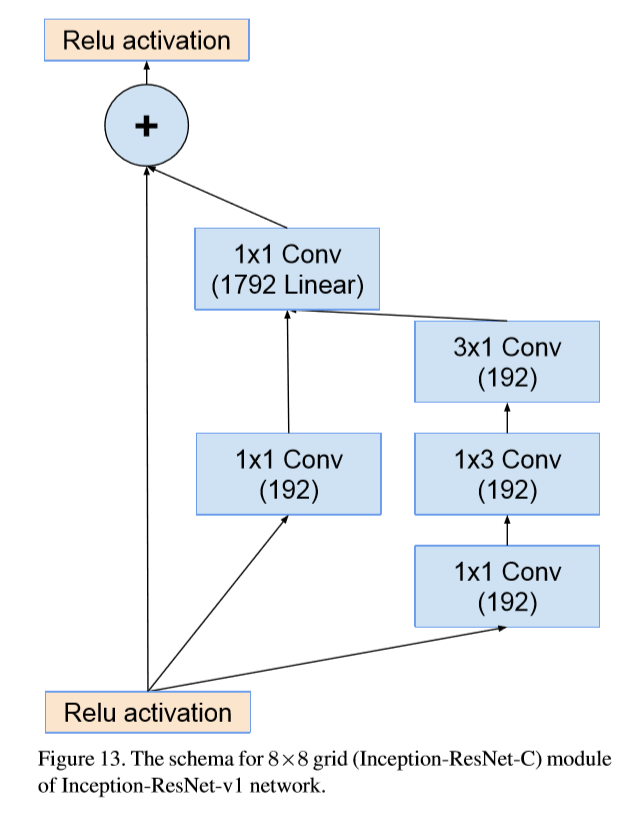 Relu activation
+
1x1 Conv
(1792 Linear)
3x1 Conv
(192)
1x1 Conv
(192)
1x3 Conv
(192)
1x1 Conv
(192)
Relu activation
Figure 13. The schema for 8×8 grid (Inception-ResNet-C) module
of Inception-ResNet-v1 network.